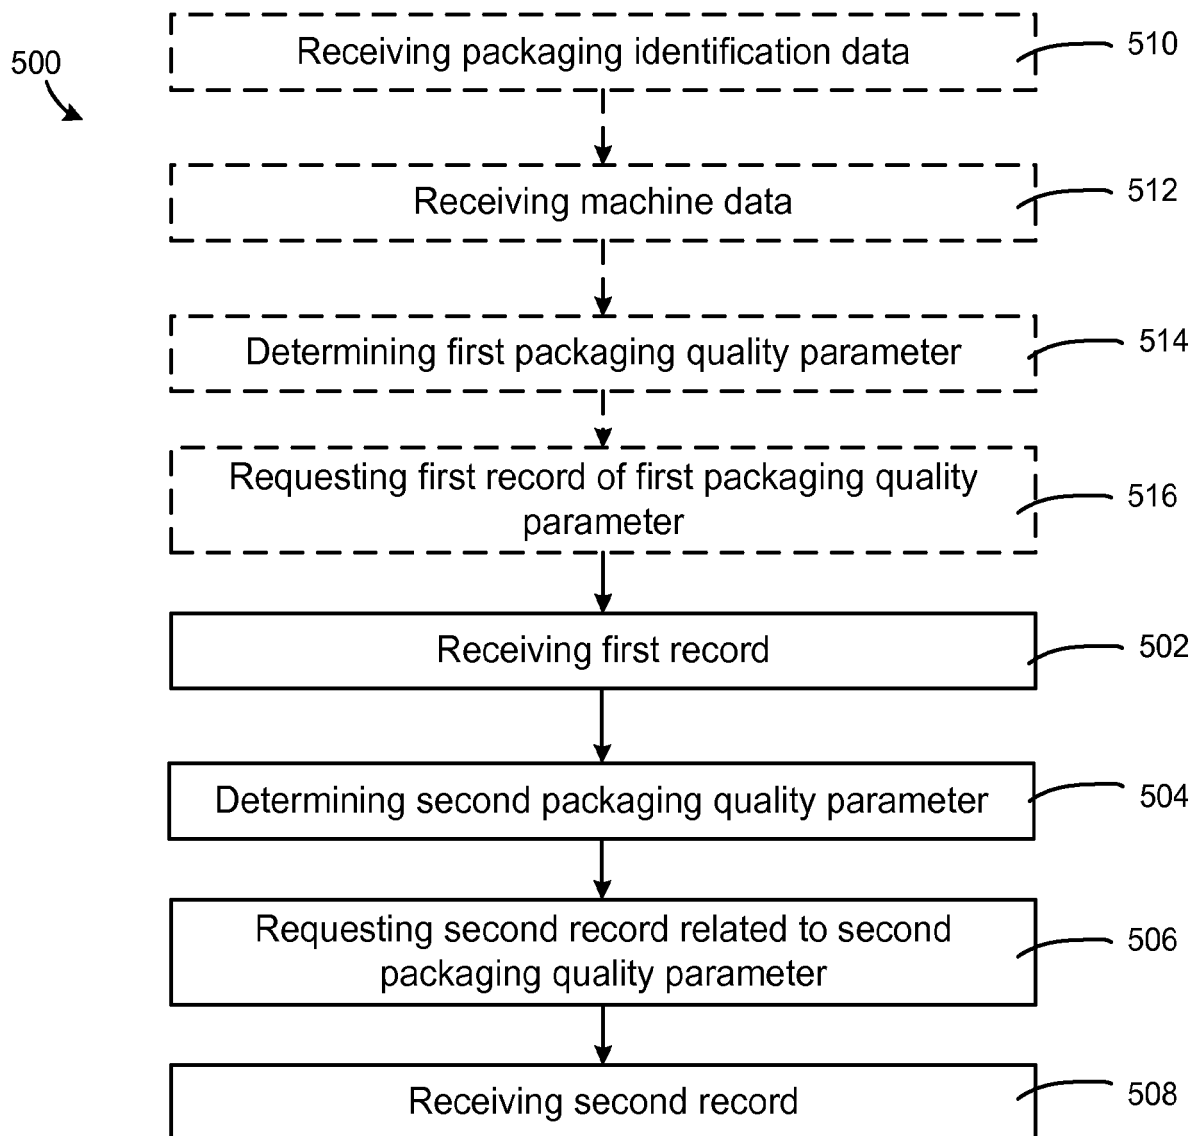 500
Receiving packaging identification data
510
Receiving machine data
512
Determining first packaging quality parameter
514
Requesting first record of first packaging quality
parameter
516
Receiving first record
502
Determining second packaging quality parameter
504
Requesting second record related to second
packaging quality parameter
506
Receiving second record
508